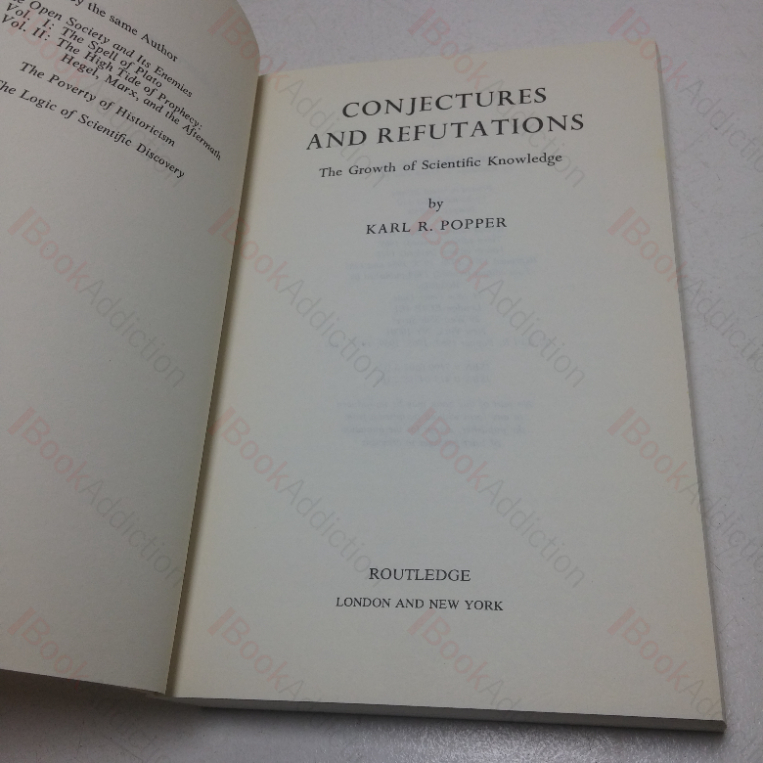 by the same Author
Open Society and Its Enemies
Vol. I: The Spell of Plato
Vol. II: The High Tide of Prophecy:
Hegel, Marx, and the Aftermath
The Poverty of Historicism
The Logic of Scientific Discovery
CONJECTURES
AND REFUTATIONS
The Growth of Scientific Knowledge
by
KARL R. POPPER
ROUTLEDGE
LONDON AND NEW YORK
BookAddiction